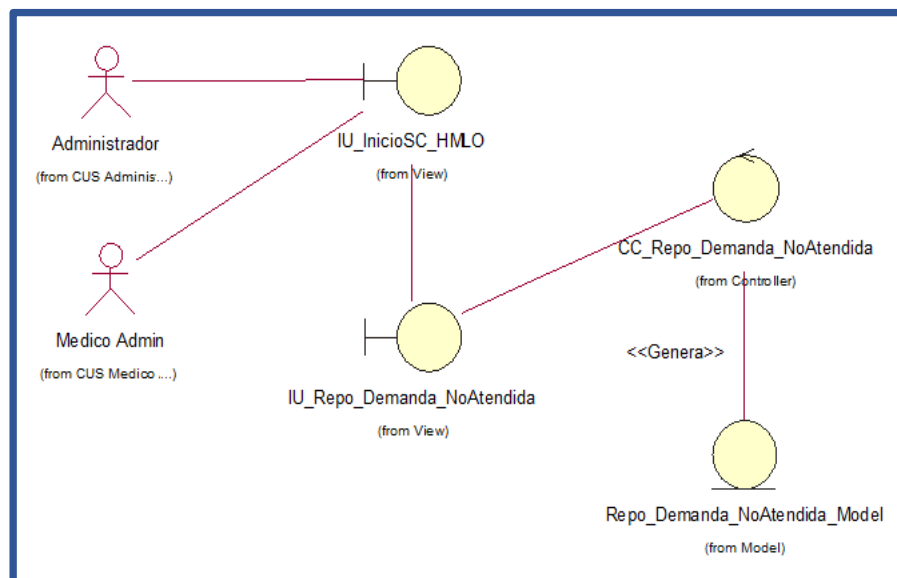 Administrador
(from CUS Adminis...)
IU_InicioSC_HMLO
(from View)
CC_Repo_Demanda_NoAtendida
(from Controller)
Medico Admin
(from CUS Medico ....)
<<Genera>>
IU_Repo_Demanda_NoAtendida
(from View)
Repo_Demanda_NoAtendida_Model
(from Model)